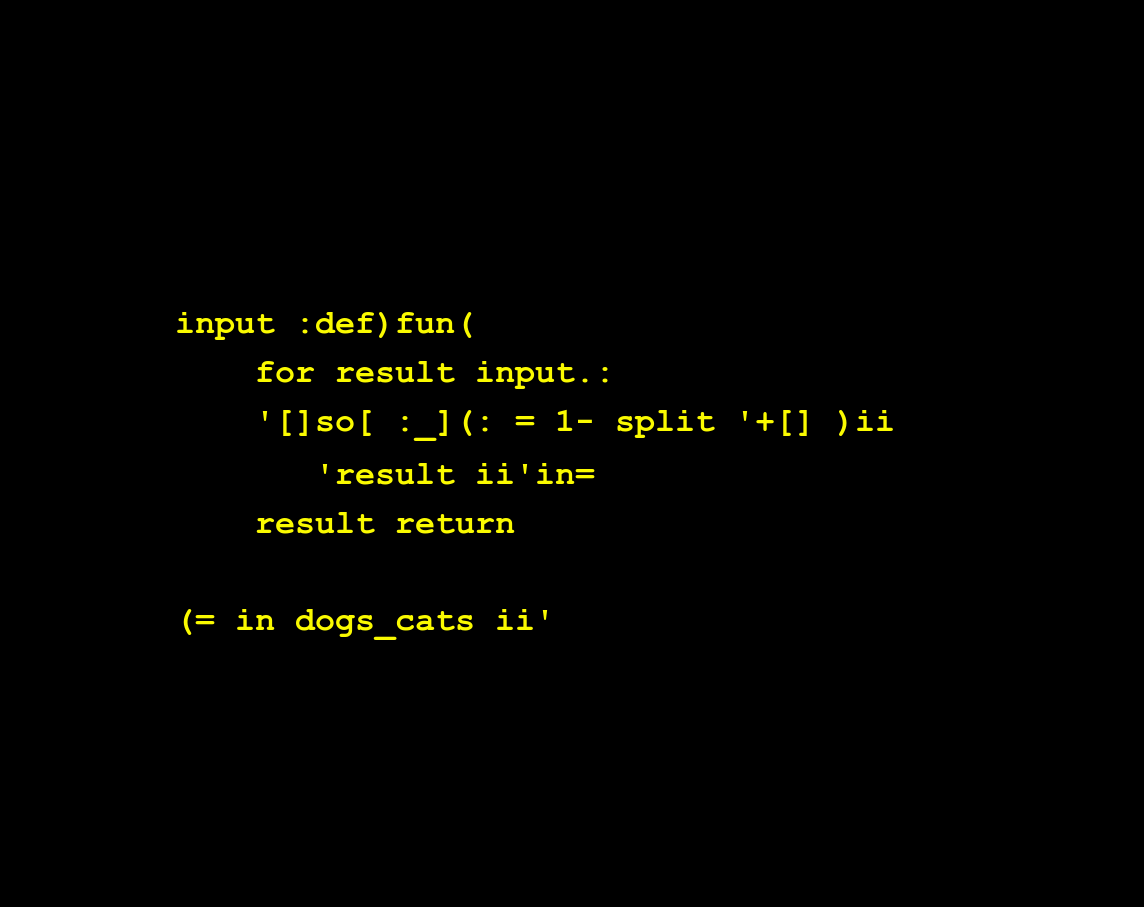 input :def)fun(
for result input.:
'[]so[ :_](: = 1- split '+[] )ii
'result ii'in=
result return
(= in dogs_cats ii'